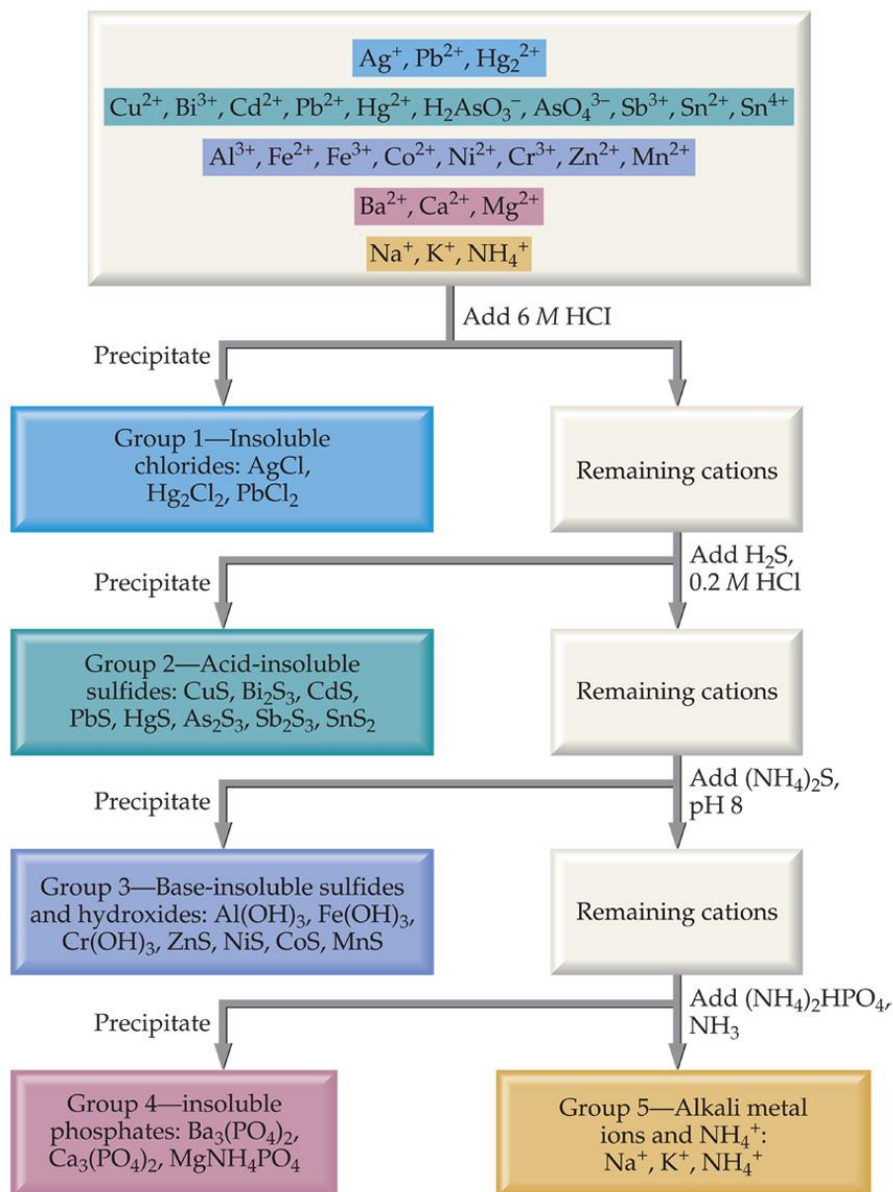 Ag⁺, Pb²⁺, Hg₂²⁺
Cu²⁺, Bi³⁺, Cd²⁺, Pb²⁺, Hg²⁺, H₂AsO₃⁻, AsO₄³⁻, Sb³⁺, Sn²⁺, Sn⁴⁺
Al³⁺, Fe²⁺, Fe³⁺, Co²⁺, Ni²⁺, Cr³⁺, Zn²⁺, Mn²⁺
Ba²⁺, Ca²⁺, Mg²⁺
Na⁺, K⁺, NH₄⁺
Add 6 M HCl
Precipitate
Group 1—Insoluble
chlorides: AgCl,
Hg₂Cl₂, PbCl₂
Remaining cations
Add H₂S,
0.2 M HCl
Precipitate
Group 2—Acid-insoluble
sulfides: CuS, Bi₂S₃, CdS,
PbS, HgS, As₂S₃, Sb₂S₃, SnS₂
Remaining cations
Add (NH₄)₂S,
pH 8
Precipitate
Group 3—Base-insoluble sulfides
and hydroxides: Al(OH)₃, Fe(OH)₃,
Cr(OH)₃, ZnS, NiS, CoS, MnS
Remaining cations
Add (NH₄)₂HPO₄,
NH₃
Precipitate
Group 4—insoluble
phosphates: Ba₃(PO₄)₂,
Ca₃(PO₄)₂, MgNH₄PO₄
Group 5—Alkali metal
ions and NH₄⁺:
Na⁺, K⁺, NH₄⁺